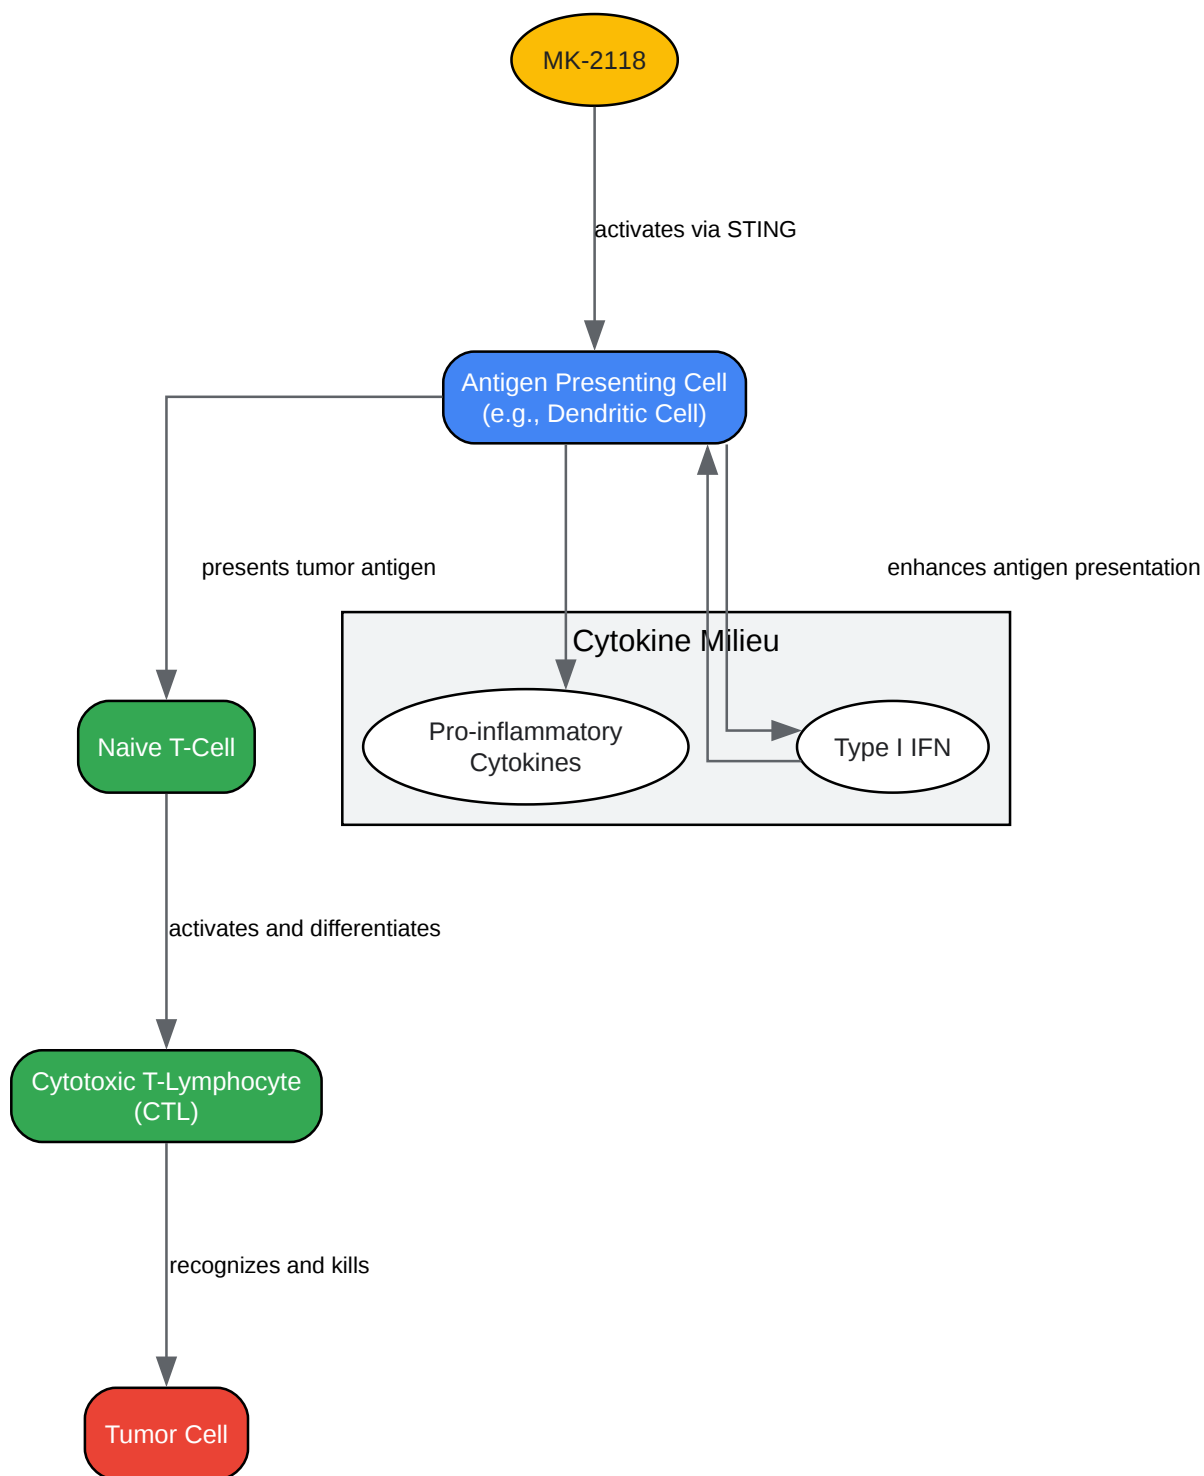 MK-2118
activates via STING
Antigen Presenting Cell
(e.g., Dendritic Cell)
presents tumor antigen
enhances antigen presentation
Cytokine Milieu
Pro-inflammatory
Cytokines
Type I IFN
Naive T-Cell
activates and differentiates
Cytotoxic T-Lymphocyte
(CTL)
recognizes and kills
Tumor Cell